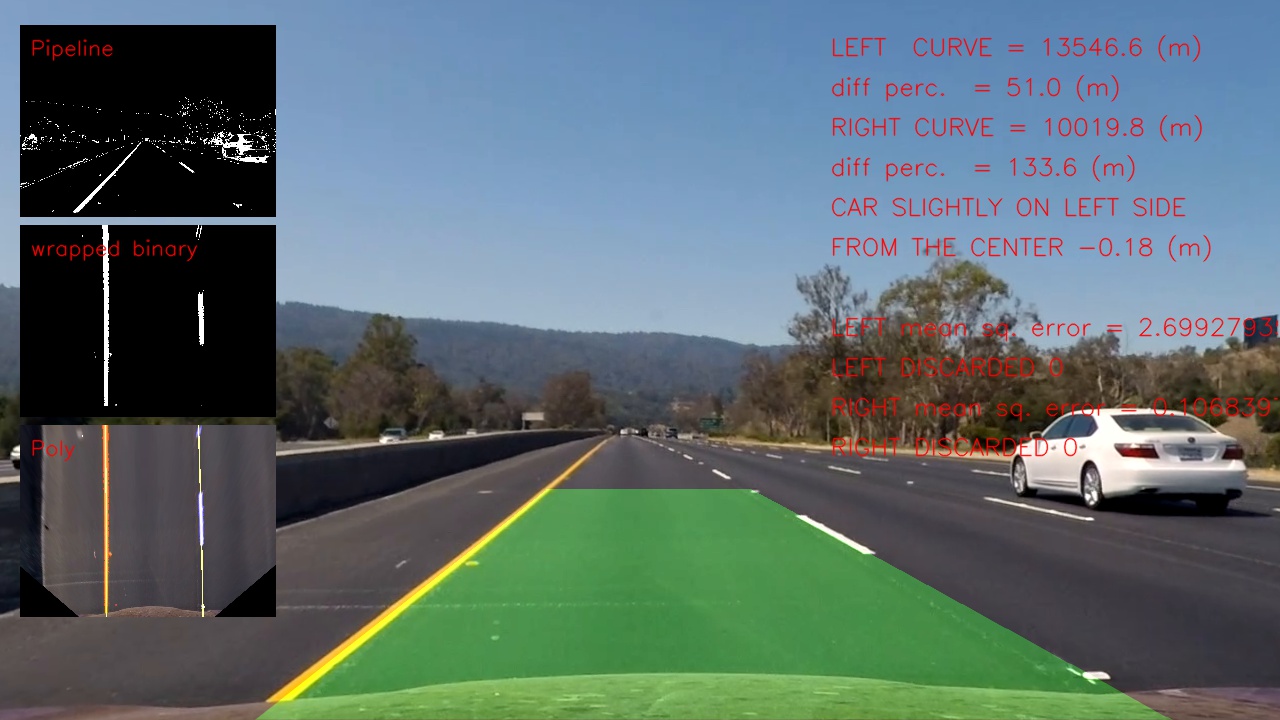 Pipeline
wrapped binary
Poly
LEFT CURVE = 13546.6 (m)
diff perc. = 51.0 (m)
RIGHT CURVE = 10019.8 (m)
diff perc. = 133.6 (m)
CAR SLIGHTLY ON LEFT SIDE
FROM THE CENTER -0.18 (m)
LEFT mean sq. error = 2.6992793
LEFT DISCARDED 0
RIGHT mean sq. error = 0.106839
RIGHT DISCARDED 0